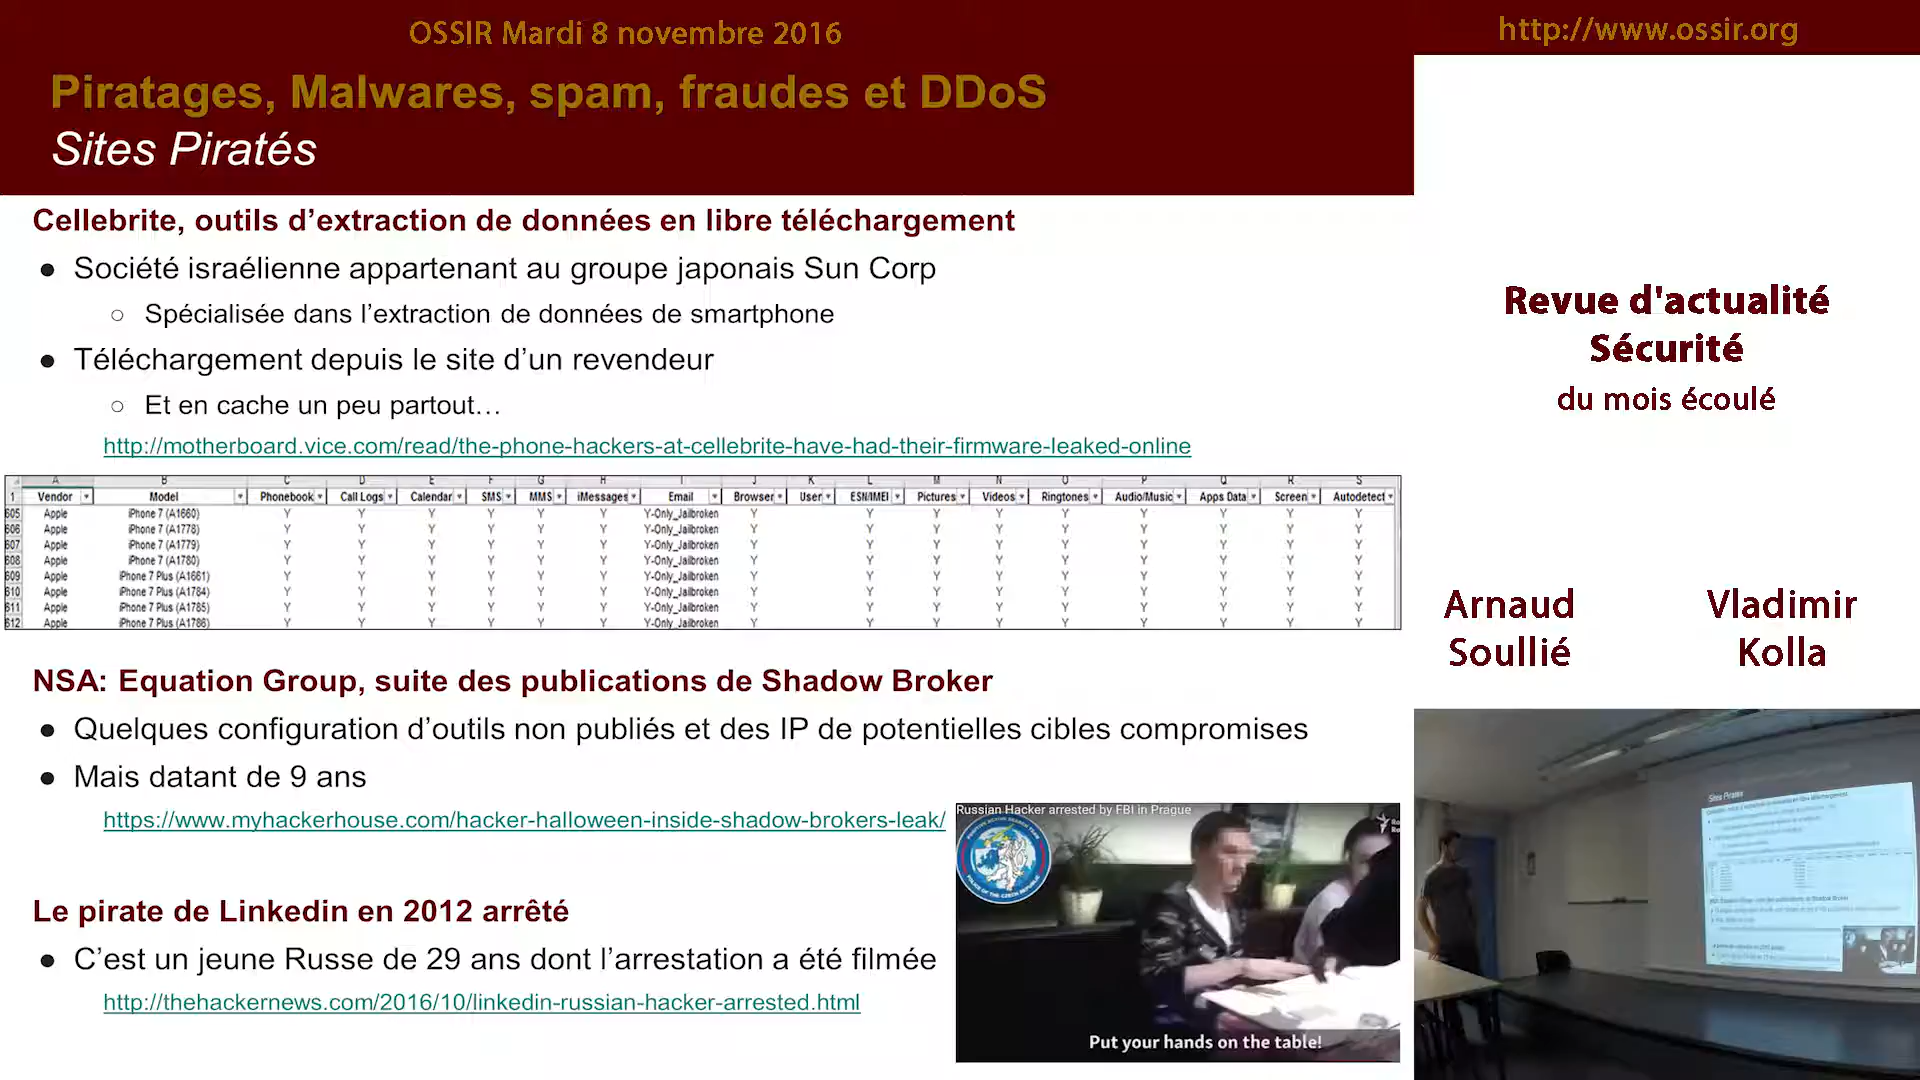 OSSIR Mardi 8 novembre 2016
http://www.ossir.org
Piratages, Malwares, spam, fraudes et DDoS
Sites Piratés
Cellebrite, outils d’extraction de données en libre téléchargement
● Société israélienne appartenant au groupe japonais Sun Corp
○ Spécialisée dans l’extraction de données de smartphone
● Téléchargement depuis le site d’un revendeur
○ Et en cache un peu partout…
http://motherboard.vice.com/read/the-phone-hackers-at-cellebrite-have-had-their-firmware-leaked-online
A B C D E F G H I J K L M N O P Q R S
1 Vendor Model Phonebook Call Logs Calendar SMS MMS iMessages Email Browser User ESN/IMEI Pictures Videos Ringtones Audio/Music Apps Data Screen Autodetect
605 Apple iPhone 7 (A1660) Y Y Y Y Y Y Y-Only_Jailbroken Y Y Y Y Y Y Y Y Y
606 Apple iPhone 7 (A1778) Y Y Y Y Y Y Y-Only_Jailbroken Y Y Y Y Y Y Y Y Y
607 Apple iPhone 7 (A1779) Y Y Y Y Y Y Y-Only_Jailbroken Y Y Y Y Y Y Y Y Y
608 Apple iPhone 7 (A1780) Y Y Y Y Y Y Y-Only_Jailbroken Y Y Y Y Y Y Y Y Y
609 Apple iPhone 7 Plus (A1661) Y Y Y Y Y Y Y-Only_Jailbroken Y Y Y Y Y Y Y Y Y
610 Apple iPhone 7 Plus (A1784) Y Y Y Y Y Y Y-Only_Jailbroken Y Y Y Y Y Y Y Y Y
611 Apple iPhone 7 Plus (A1785) Y Y Y Y Y Y Y-Only_Jailbroken Y Y Y Y Y Y Y Y Y
612 Apple iPhone 7 Plus (A1786) Y Y Y Y Y Y Y-Only_Jailbroken Y Y Y Y Y Y Y Y Y
NSA: Equation Group, suite des publications de Shadow Broker
● Quelques configuration d’outils non publiés et des IP de potentielles cibles compromises
● Mais datant de 9 ans
https://www.myhackerhouse.com/hacker-halloween-inside-shadow-brokers-leak/
Le pirate de Linkedin en 2012 arrêté
● C’est un jeune Russe de 29 ans dont l’arrestation a été filmée
http://thehackernews.com/2016/10/linkedin-russian-hacker-arrested.html
Russian Hacker arrested by FBI in Prague
Put your hands on the table!
Revue d'actualité
Sécurité
du mois écoulé
Arnaud
Soullié
Vladimir
Kolla
Sites Piratés